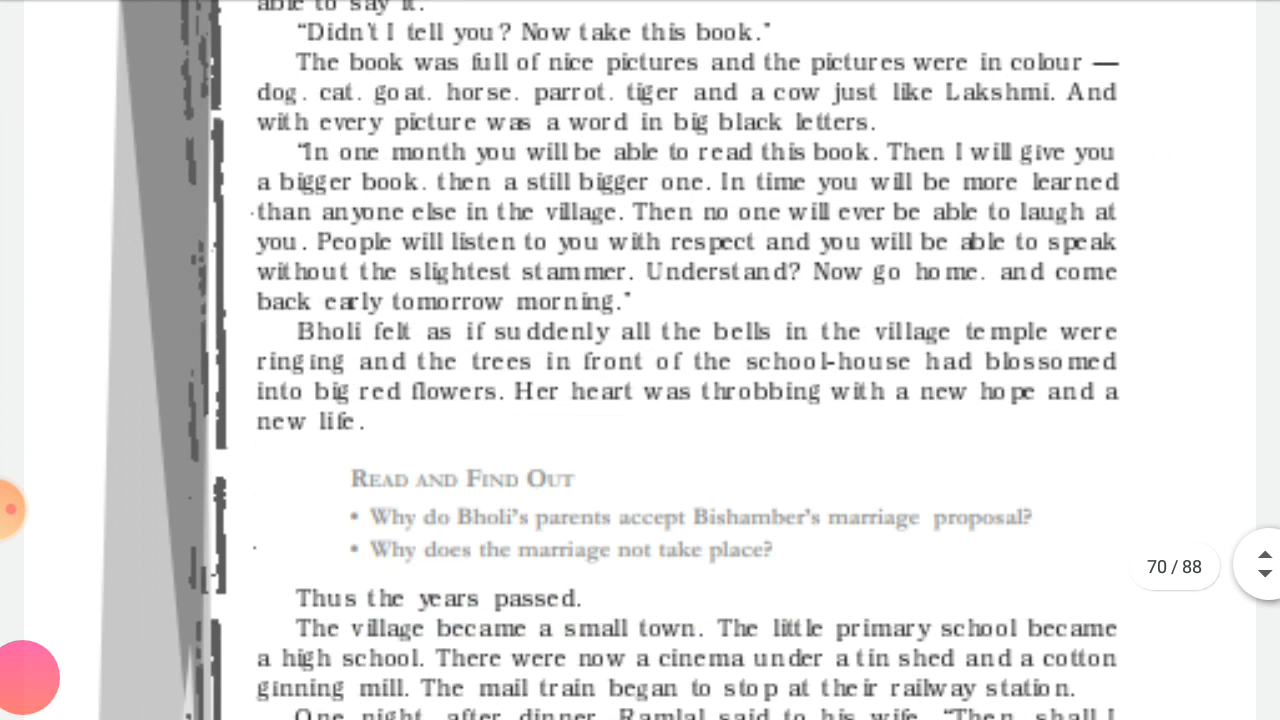 able to say it.
"Didn't I tell you? Now take this book."
The book was full of nice pictures and the pictures were in colour —
dog. cat. goat. horse. parrot. tiger and a cow just like Lakshmi. And
with every picture was a word in big black letters.
"In one month you will be able to read this book. Then I will give you
a bigger book. then a still bigger one. In time you will be more learned
than anyone else in the village. Then no one will ever be able to laugh at
you. People will listen to you with respect and you will be able to speak
without the slightest stammer. Understand? Now go home. and come
back early tomorrow morning."
Bholi felt as if suddenly all the bells in the village temple were
ringing and the trees in front of the school-house had blossomed
into big red flowers. Her heart was throbbing with a new hope and a
new life.
READ AND FIND OUT
• Why do Bholi's parents accept Bishamber's marriage proposal?
• Why does the marriage not take place?
70 / 88
Thus the years passed.
The village became a small town. The little primary school became
a high school. There were now a cinema under a tin shed and a cotton
ginning mill. The mail train began to stop at their railway station.
One night, after dinner, Ramlal said to his wife, "Then, shall I